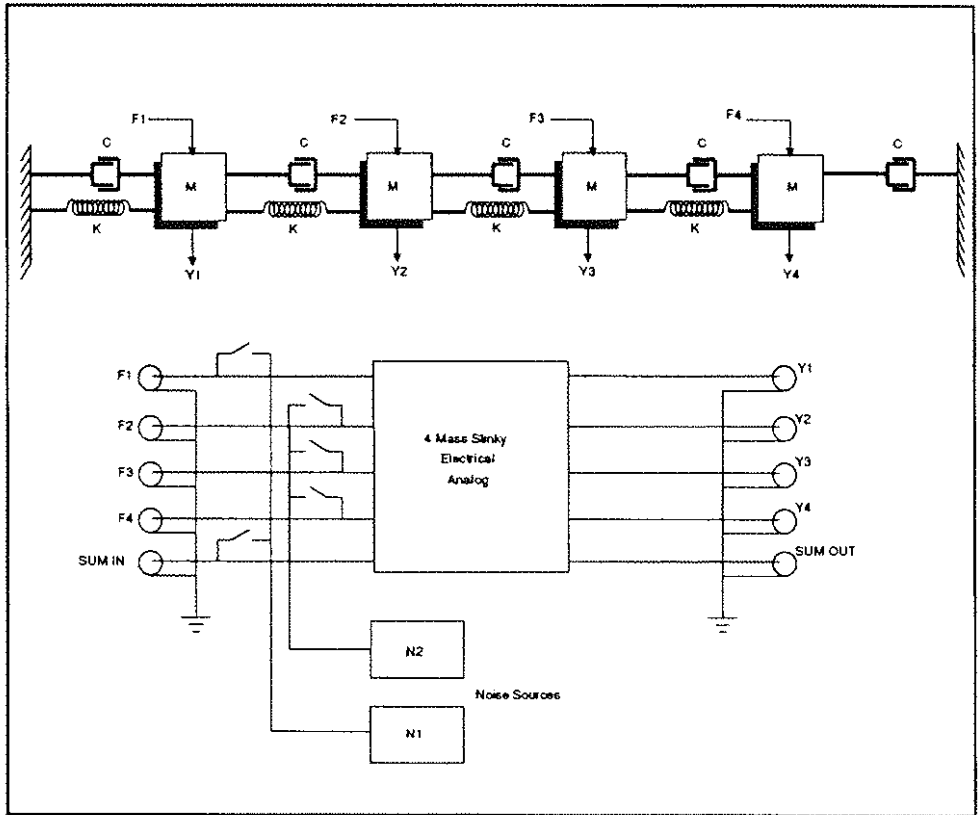 F1 F2 F3 F4
C C C C C
M M M M
K K K K
Y1 Y2 Y3 Y4
F1
F2
F3
F4
SUM IN
4 Mass Slinky
Electrical
Analog
Y1
Y2
Y3
Y4
SUM OUT
N2
Noise Sources
N1